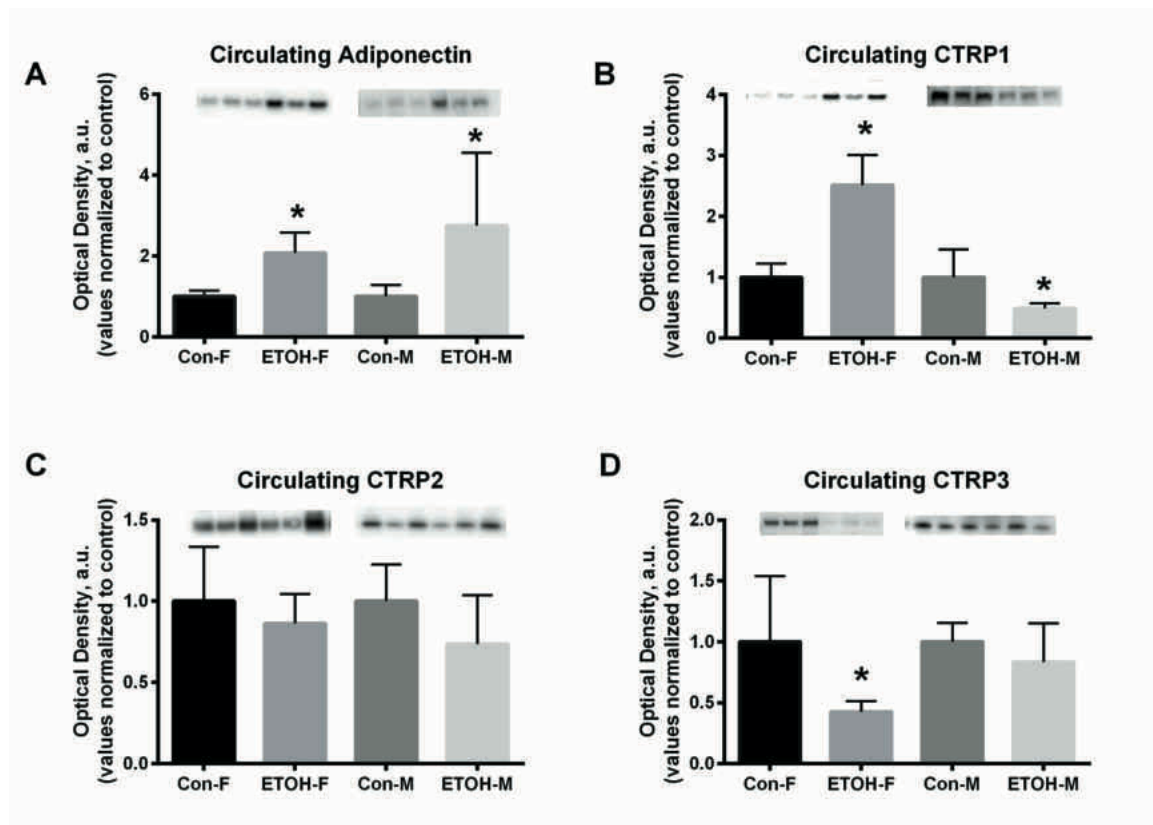 A
Circulating Adiponectin
Optical Density, a.u.
(values normalized to control)
6
4
2
0
*
*
Con-F ETOH-F Con-M ETOH-M
B
Circulating CTRP1
Optical Density, a.u.
(values normalized to control)
4
3
2
1
0
*
*
Con-F ETOH-F Con-M ETOH-M
C
Circulating CTRP2
Optical Density, a.u.
(values normalized to control)
1.5
1.0
0.5
0.0
Con-F ETOH-F Con-M ETOH-M
D
Circulating CTRP3
Optical Density, a.u.
(values normalized to control)
2.0
1.5
1.0
0.5
0.0
*
Con-F ETOH-F Con-M ETOH-M